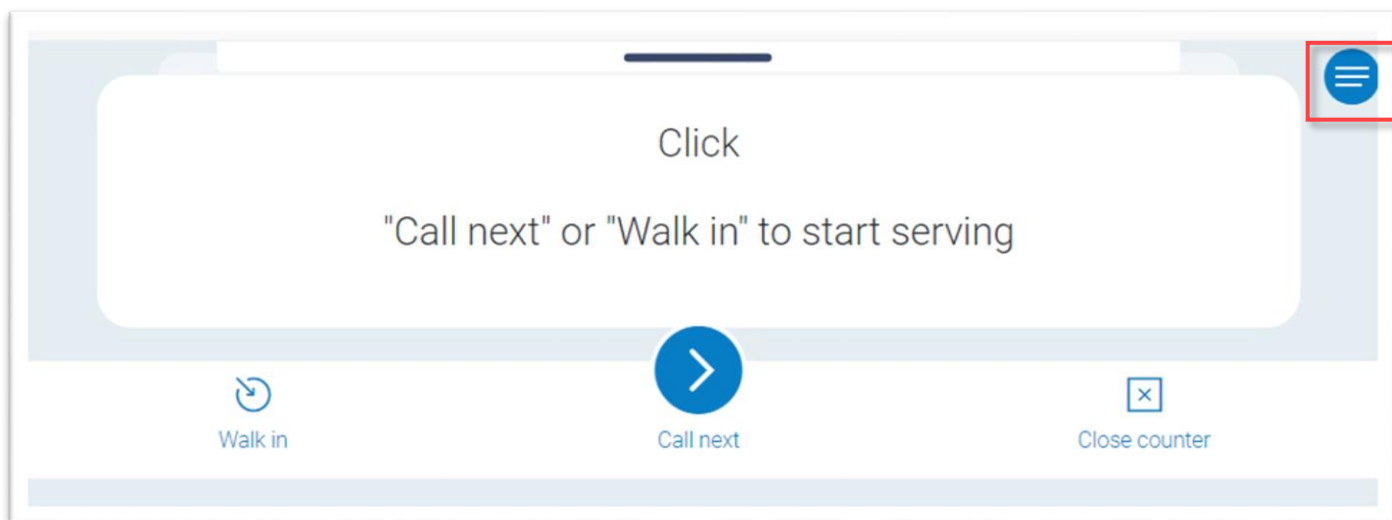 Click
"Call next" or "Walk in" to start serving
Walk in
Call next
Close counter